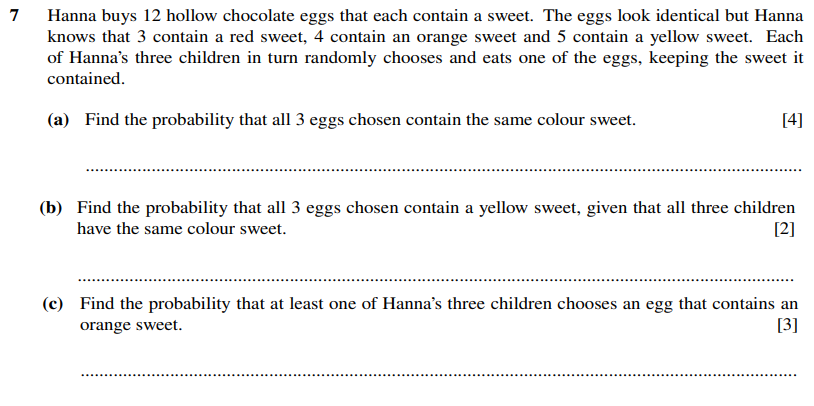 7 Hanna buys 12 hollow chocolate eggs that each contain a sweet. The eggs look identical but Hanna
knows that 3 contain a red sweet, 4 contain an orange sweet and 5 contain a yellow sweet. Each
of Hanna's three children in turn randomly chooses and eats one of the eggs, keeping the sweet it
contained.
(a) Find the probability that all 3 eggs chosen contain the same colour sweet. [4]
(b) Find the probability that all 3 eggs chosen contain a yellow sweet, given that all three children
have the same colour sweet. [2]
(c) Find the probability that at least one of Hanna's three children chooses an egg that contains an
orange sweet. [3]